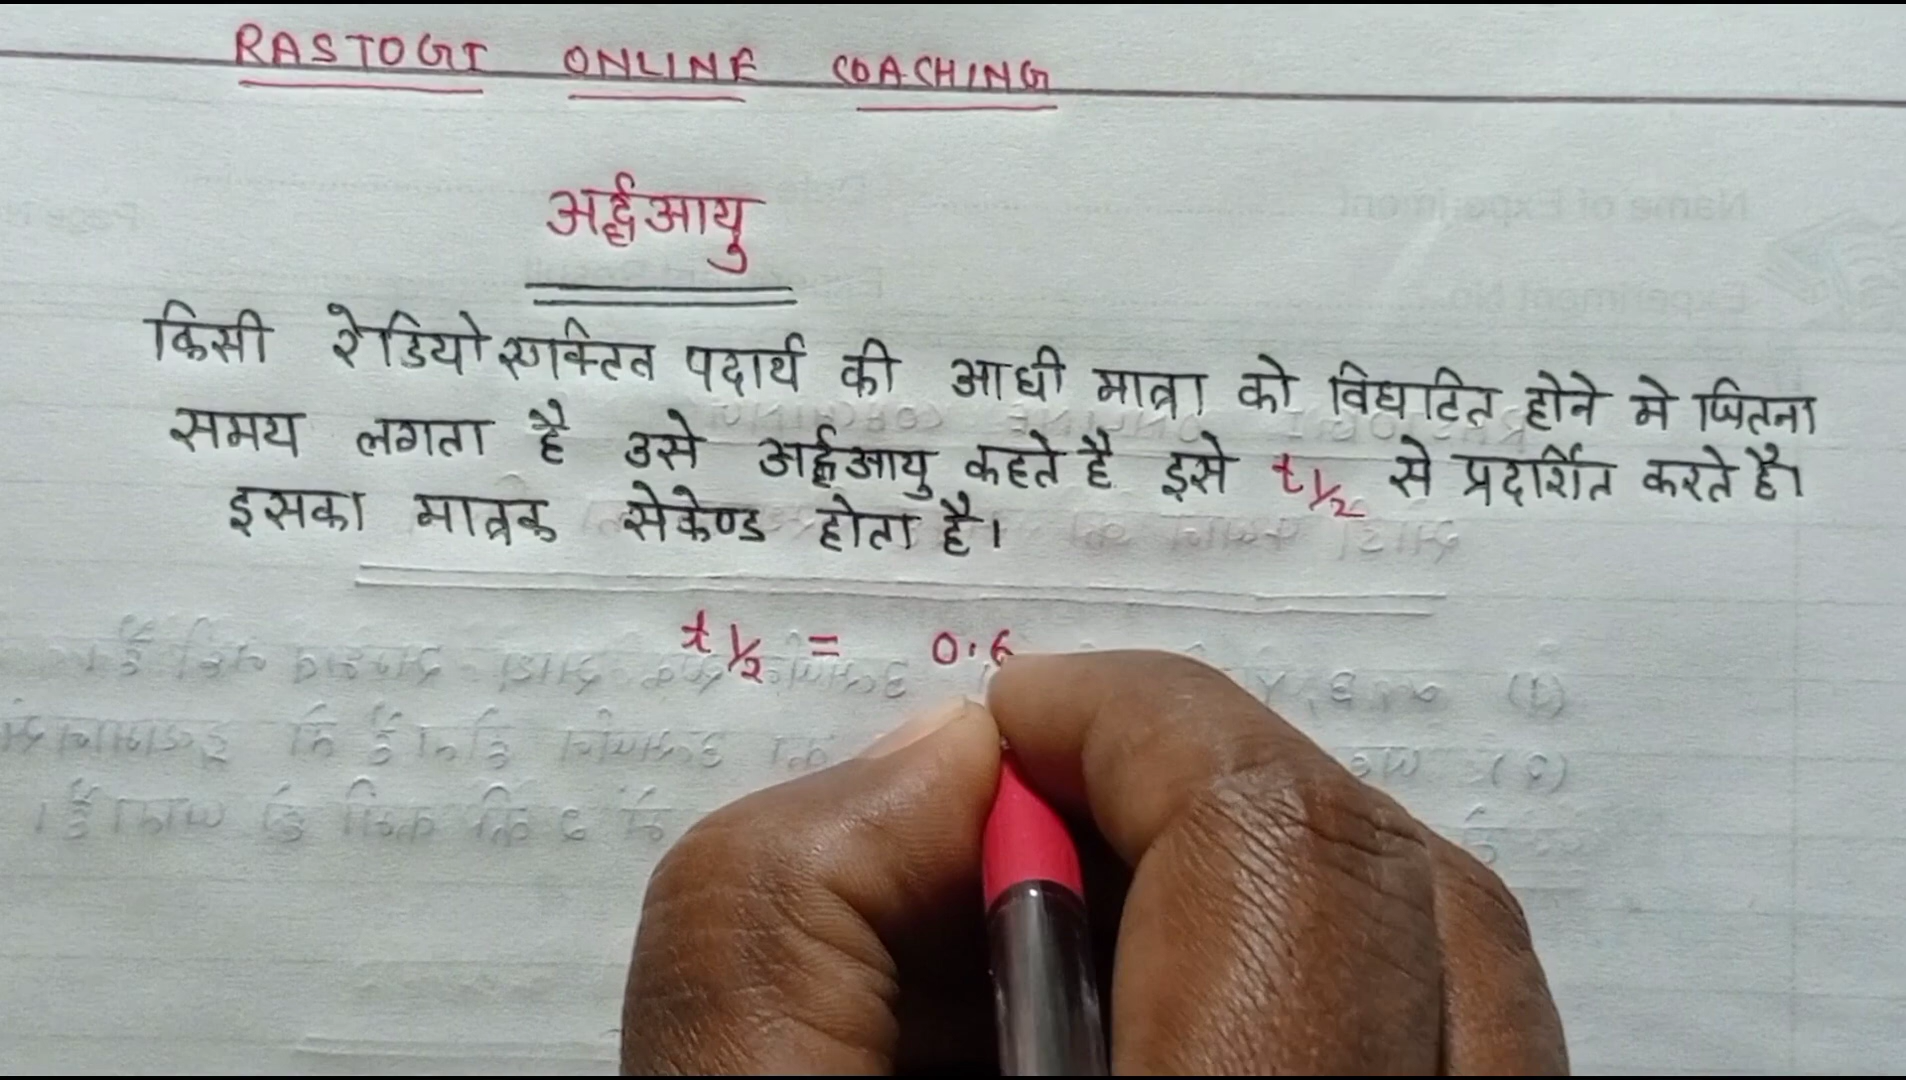 RASTOGI ONLINE COACHING
अर्द्धआयु
किसी रेडियोएक्टिव पदार्थ की आधी मात्रा को विघटित होने मे जितना
समय लगता है उसे अर्द्धआयु कहते है इसे t1/2 से प्रदर्शित करते है।
इसका मात्रक सेकेण्ड होता है।
t1/2 = 0.6